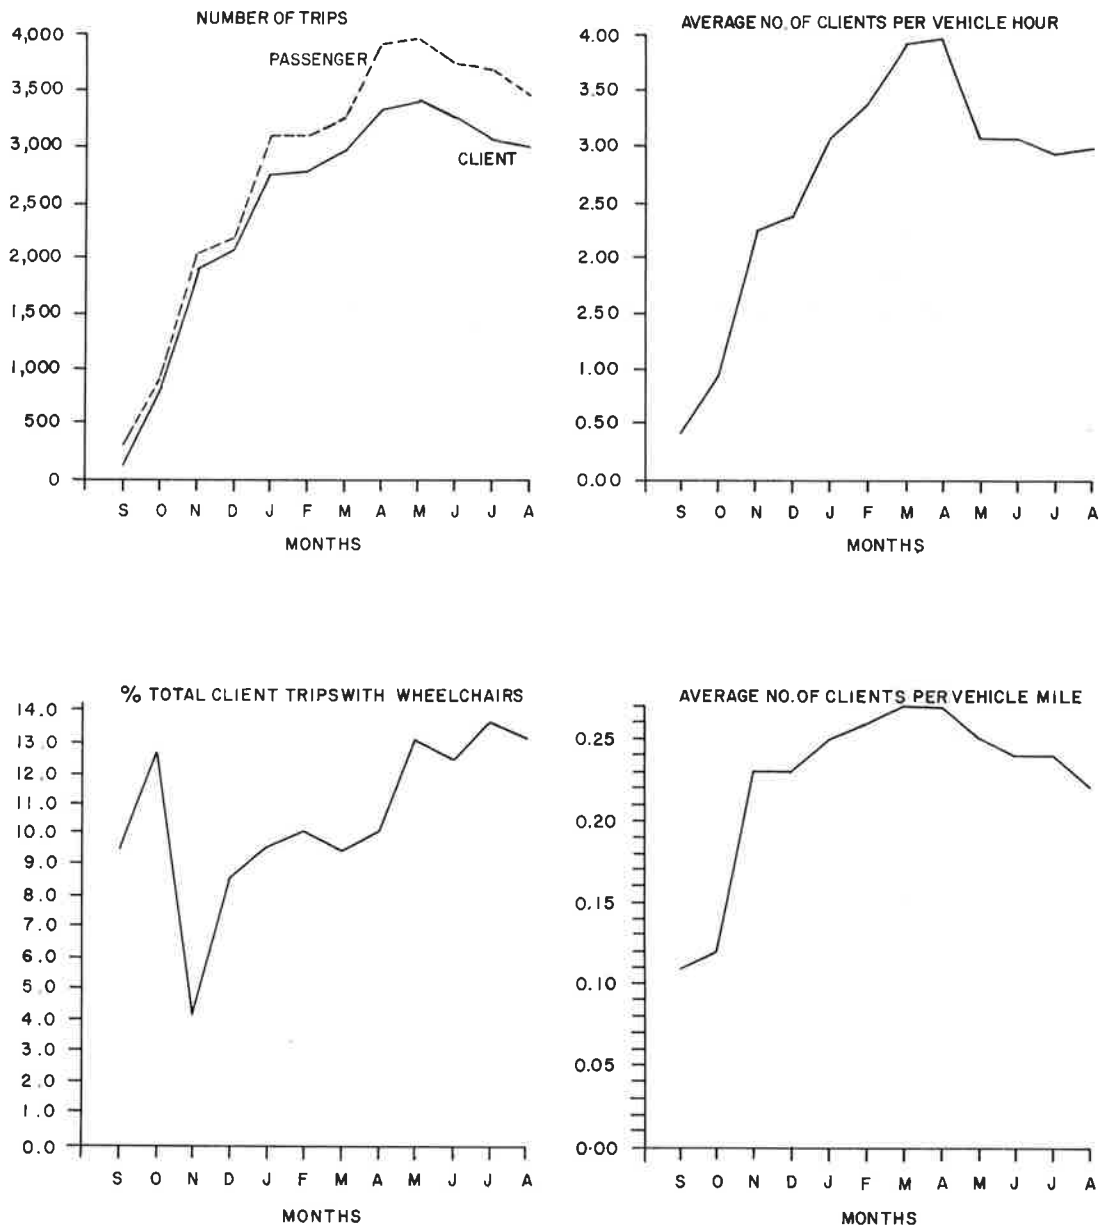 NUMBER OF TRIPS
4,000
3,500
3,000
2,500
2,000
1,500
1,000
500
0
PASSENGER
CLIENT
S O N D J F M A M J J A
MONTHS
AVERAGE NO. OF CLIENTS PER VEHICLE HOUR
4.00
3.50
3.00
2.50
2.00
2.50
1.00
0.50
0.00
S O N D J F M A M J J A
MONTHS
% TOTAL CLIENT TRIPS WITH WHEELCHAIRS
14.0
13.0
12.0
11.0
10.0
9.0
8.0
7.0
6.0
5.0
4.0
3.0
2.0
1.0
0.0
S O N D J F M A M J J A
MONTHS
AVERAGE NO. OF CLIENTS PER VEHICLE MILE
0.25
0.20
0.15
0.10
0.05
0.00
S O N D J F M A M J J A
MONTHS